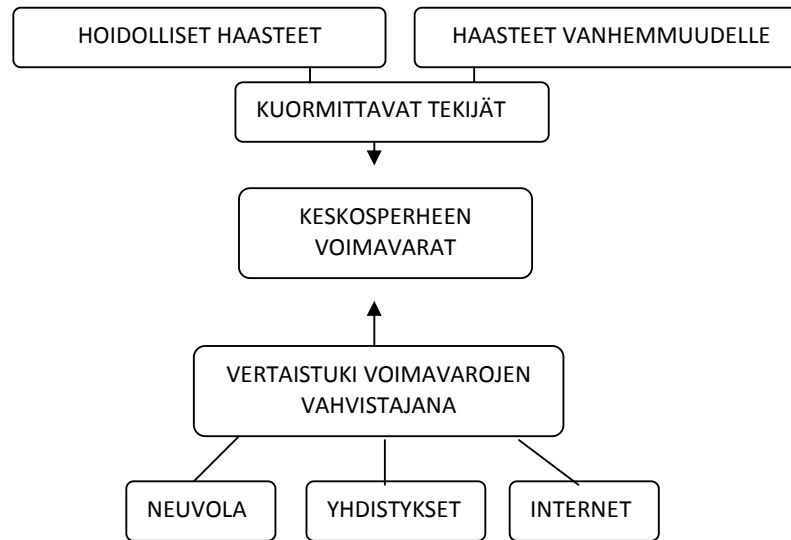 HOIDOLLISET HAASTEET
HAASTEET VANHEMMUUDELLE
KUORMITTAVAT TEKIJÄT
KESKOSPERHEEN
VOIMAVARAT
VERTAISTUKI VOIMAVAROJEN
VAHVISTAJANA
NEUVOLA
YHDISTYKSET
INTERNET